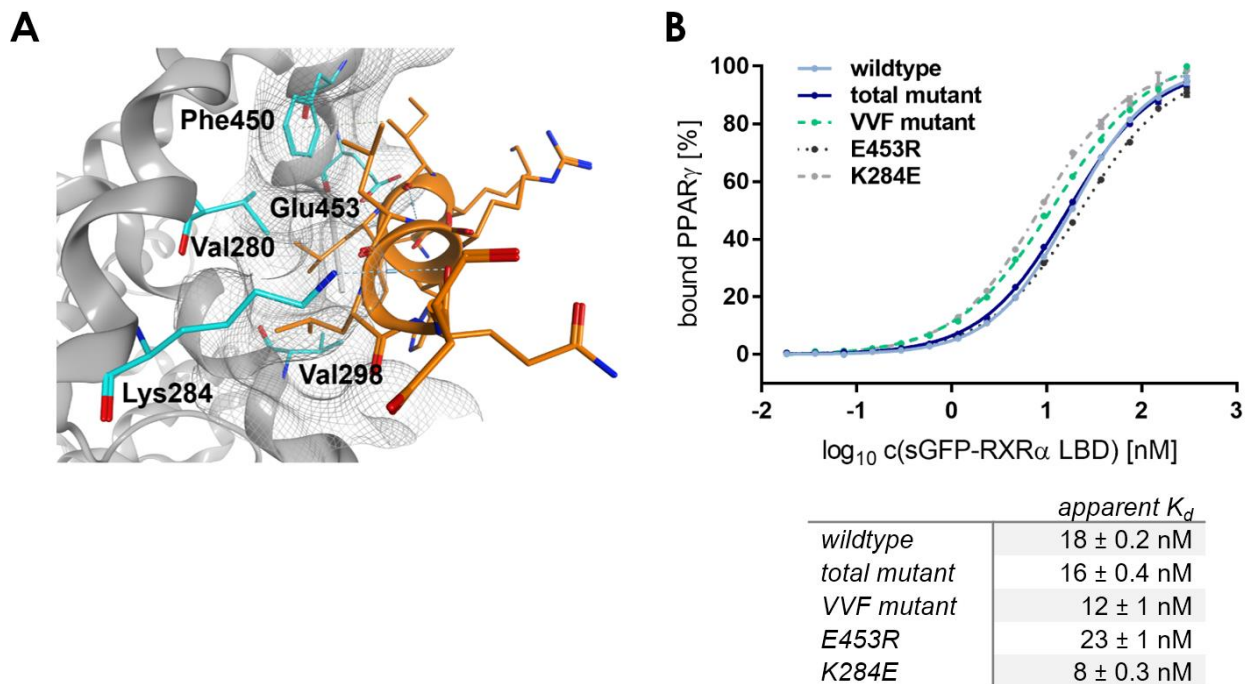 A
Phe450
Glu453
Val280
Val298
Lys284
B
wildtype
total mutant
VVF mutant
E453R
K284E
bound PPARγ [%]
100
80
60
40
20
0
-2 -1 0 1 2 3
log₁₀ c(sGFP-RXRα LBD) [nM]
apparent K_d
wildtype 18 ± 0.2 nM
total mutant 16 ± 0.4 nM
VVF mutant 12 ± 1 nM
E453R 23 ± 1 nM
K284E 8 ± 0.3 nM